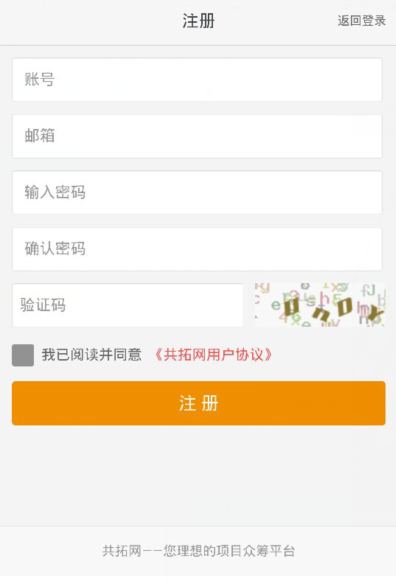 注册 返回登录
账号
邮箱
输入密码
确认密码
验证码
我已阅读并同意 《共拓网用户协议》
注 册
共拓网——您理想的项目众筹平台